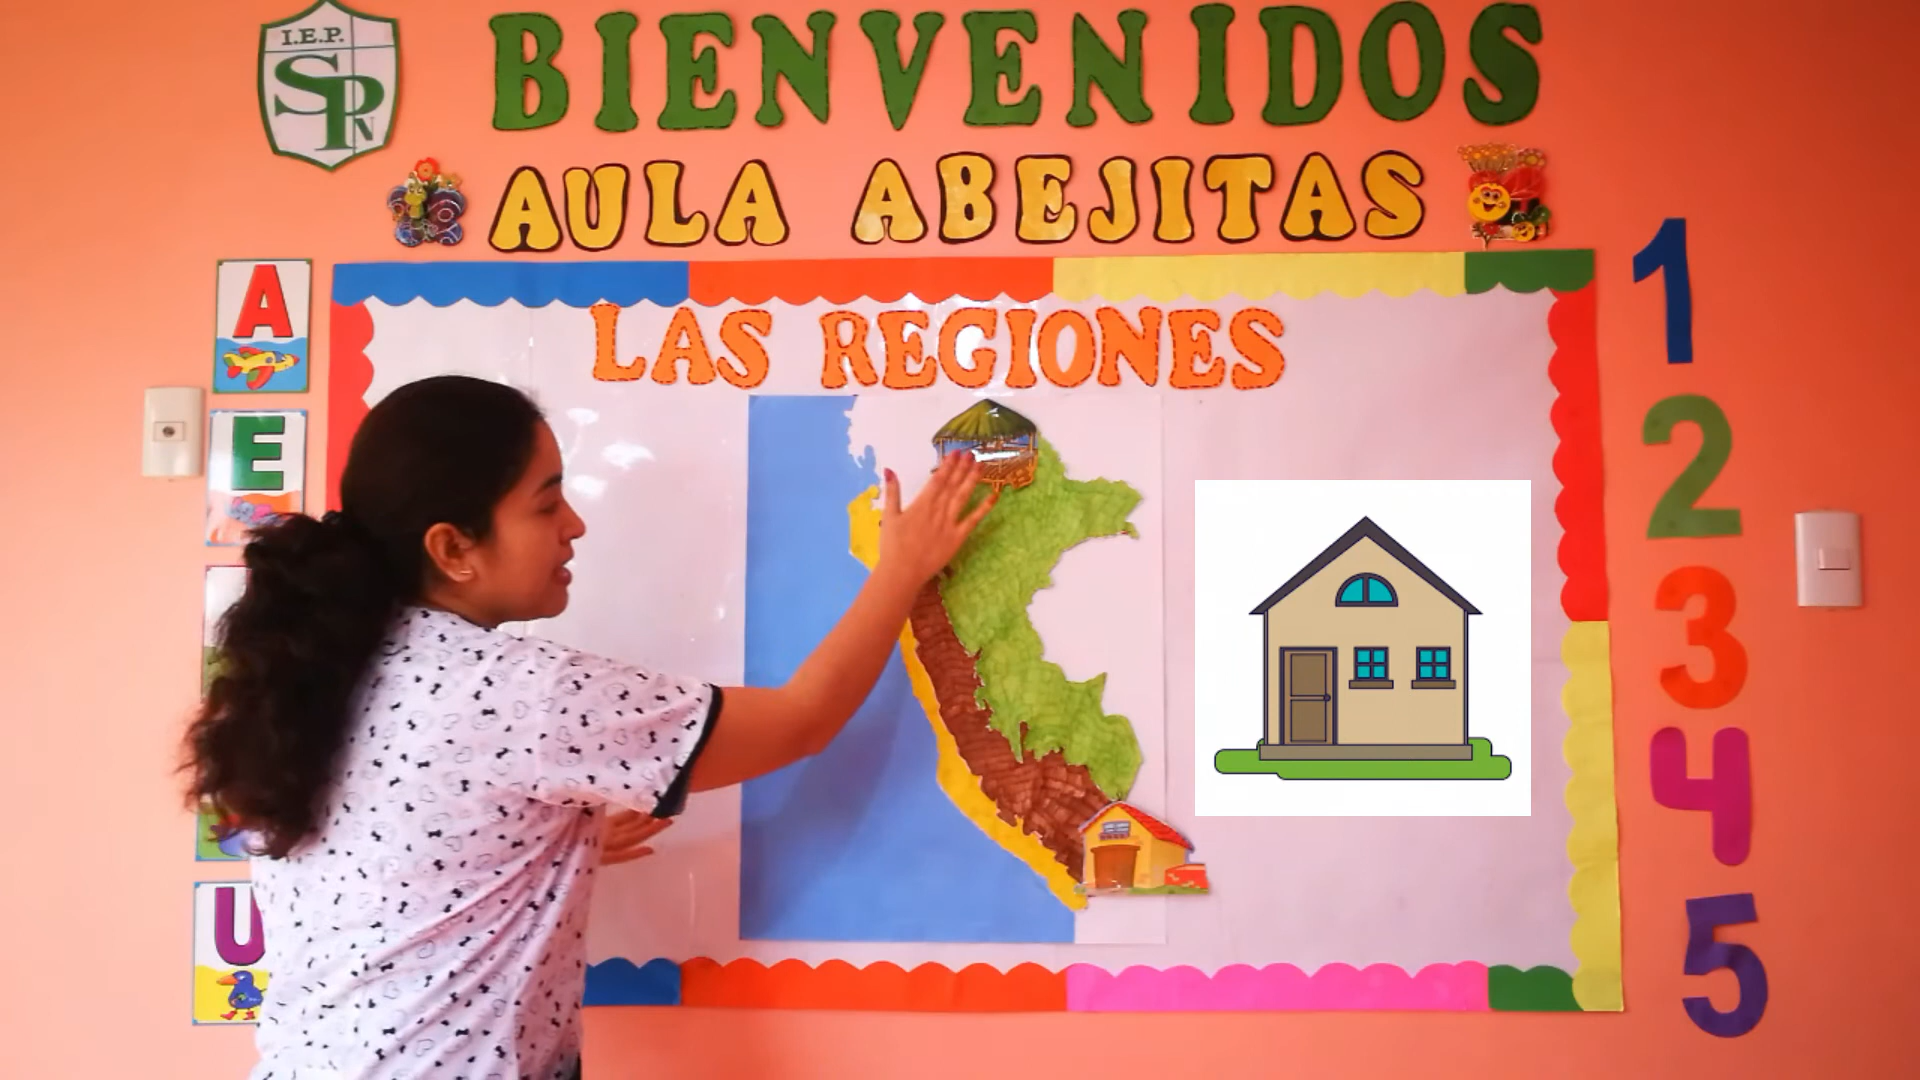 I.E.P.
SPN
BIENVENIDOS
AULA ABEJITAS
LAS REGIONES
A
E
U
1
2
3
4
5